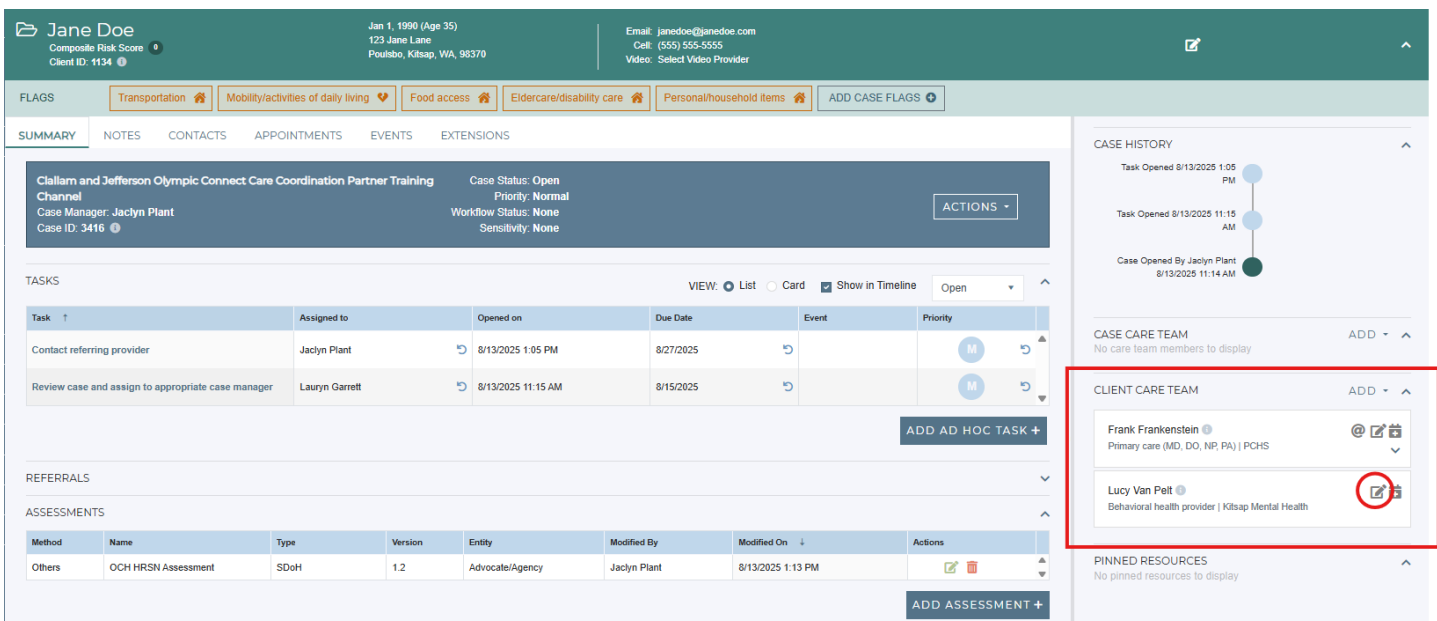 Jane Doe
Composite Risk Score 0
Client ID: 1134
Jan 1, 1990 (Age 35)
123 Jane Lane
Poulsbo, Kitsap, WA, 98370
Email: janedoe@janedoe.com
Cell: (555) 555-5555
Video: Select Video Provider
FLAGS Transportation Mobility/activities of daily living Food access Eldercare/disability care Personal/household items ADD CASE FLAGS
SUMMARY NOTES CONTACTS APPOINTMENTS EVENTS EXTENSIONS
Clallam and Jefferson Olympic Connect Care Coordination Partner Training
Channel
Case Manager: Jaclyn Plant
Case ID: 3416
Case Status: Open
Priority: Normal
Workflow Status: None
Sensitivity: None
ACTIONS
TASKS
VIEW: List Card Show in Timeline Open
Task Assigned to Opened on Due Date Event Priority
Contact referring provider Jaclyn Plant 8/13/2025 1:05 PM 8/27/2025 M
Review case and assign to appropriate case manager Lauryn Garrett 8/13/2025 11:15 AM 8/15/2025 M
ADD AD HOC TASK +
REFERRALS
ASSESSMENTS
Method Name Type Version Entity Modified By Modified On Actions
Others OCH HRSN Assessment SDoH 1.2 Advocate/Agency Jaclyn Plant 8/13/2025 1:13 PM
ADD ASSESSMENT +
CASE HISTORY
Task Opened 8/13/2025 1:05
PM
Task Opened 8/13/2025 11:15
AM
Case Opened By Jaclyn Plant
8/13/2025 11:14 AM
CASE CARE TEAM ADD
No care team members to display
CLIENT CARE TEAM ADD
Frank Frankenstein @
Primary care (MD, DO, NP, PA) | PCHS
Lucy Van Pelt
Behavioral health provider | Kitsap Mental Health
PINNED RESOURCES
No pinned resources to display